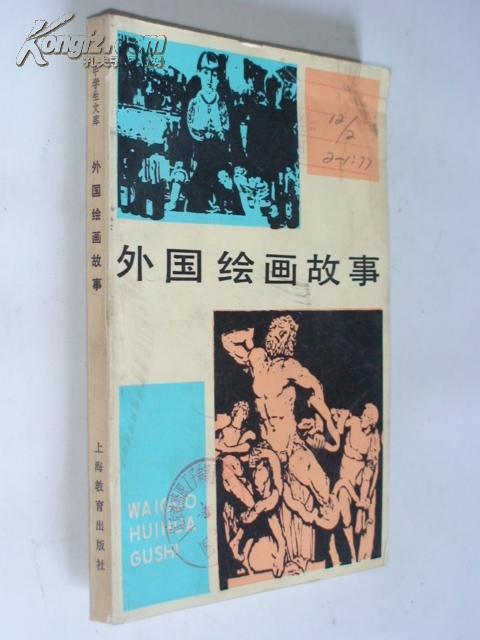 Kongfz.com
孔夫子旧书网
中学生文库
外国绘画故事
上海教育出版社
12/2
2-1:77
外国绘画故事
WAIGUO
HUIHUA
GUSHI